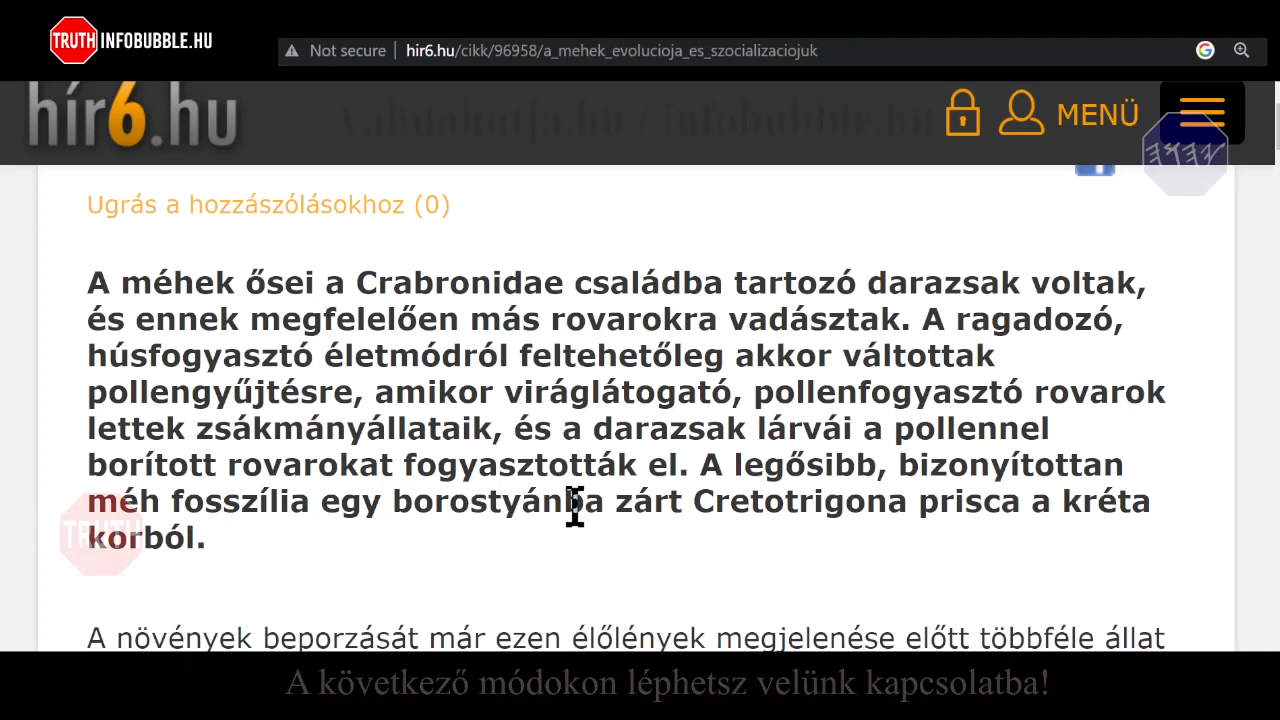 TRUTH INFOBUBBLE.HU
Not secure | hir6.hu/cikk/96958/a_mehek_evolucioja_es_szocializaciojuk
hír6.hu
MENÜ
Ugrás a hozzászólásokhoz (0)
A méhek ősei a Crabronidae családba tartozó darazsak voltak,
és ennek megfelelően más rovarokra vadásztak. A ragadozó,
húsfogyasztó életmódról feltehetőleg akkor váltottak
pollengyűjtésre, amikor viráglátogató, pollenfogyasztó rovarok
lettek zsákmányállataik, és a darazsak lárvái a pollennel
borított rovarokat fogyasztották el. A legősibb, bizonyítottan
méh fosszília egy borostyánba zárt Cretotrigona prisca a kréta
korból.
TRUTH
A növények beporzását már ezen élőlények megjelenése előtt többféle állat
A következő módokon léphetsz velünk kapcsolatba!